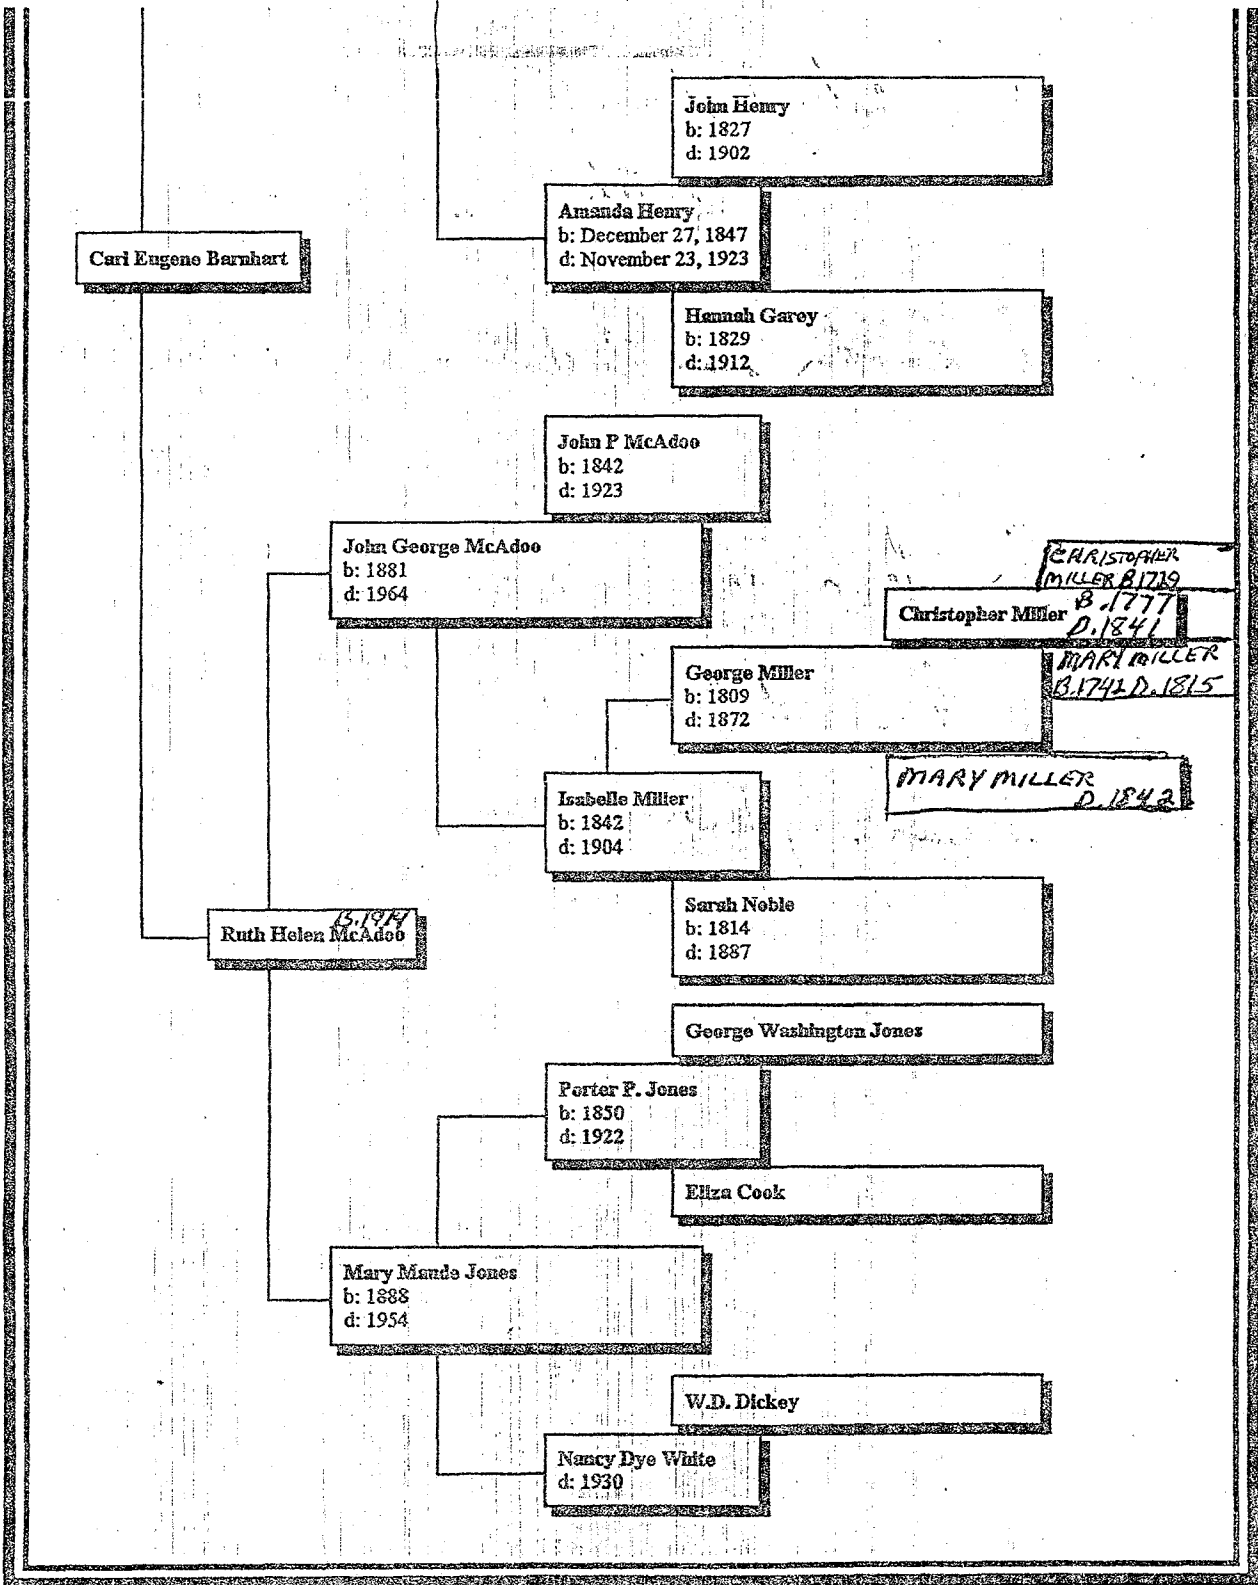 John Henry
b: 1827
d: 1902
Amanda Henry
b: December 27, 1847
d: November 23, 1923
Carl Eugene Barnhart
Hannah Garey
b: 1829
d: 1912
John P McAdoo
b: 1842
d: 1923
John George McAdoo
b: 1881
d: 1964
CHRISTOPHER
MILLER B 1739
Christopher Miller B. 1777
D. 1841
MARY MILLER
B. 1742 D. 1815
George Miller
b: 1809
d: 1872
MARY MILLER
D. 1842
Isabelle Miller
b: 1842
d: 1904
Sarah Noble
b: 1814
d: 1887
B. 1914
Ruth Helen McAdoo
George Washington Jones
Porter P. Jones
b: 1850
d: 1922
Eliza Cook
Mary Maude Jones
b: 1888
d: 1954
W.D. Dickey
Nancy Dye White
d: 1930